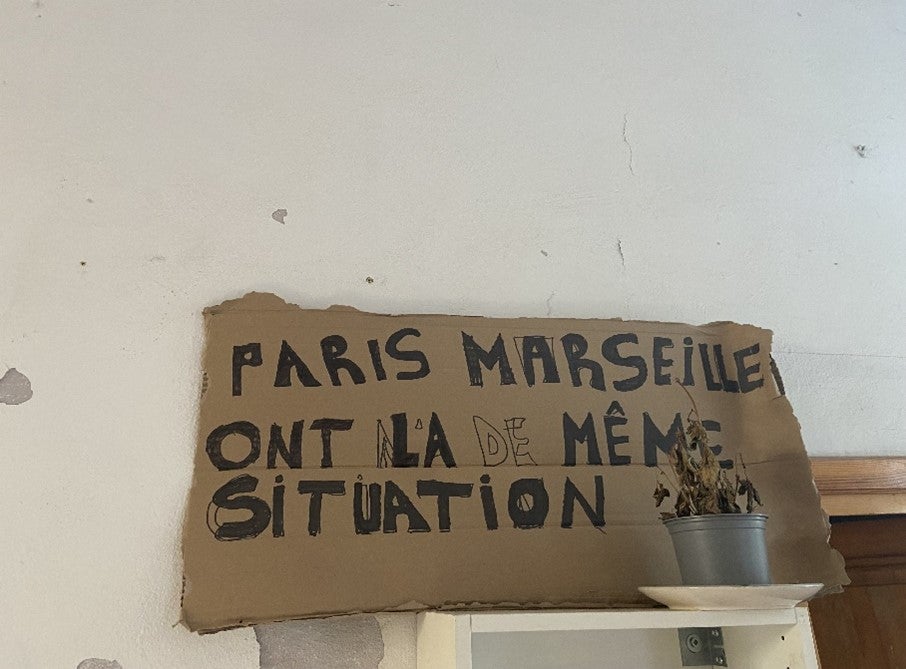 PARIS MARSEiLLE
ONT LA DE MÊME
SiTUATiON